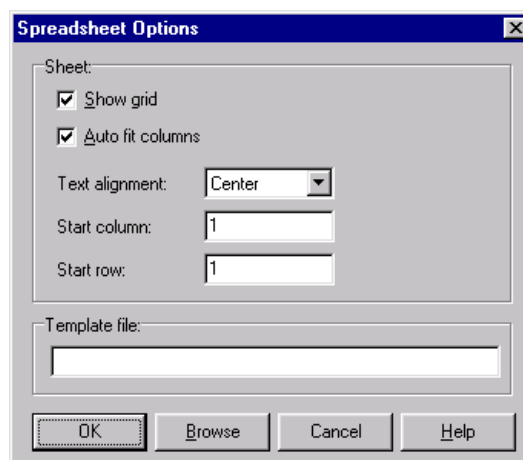 Spreadsheet Options
Sheet:
Show grid
Auto fit columns
Text alignment: Center
Start column: 1
Start row: 1
Template file:
OK Browse Cancel Help